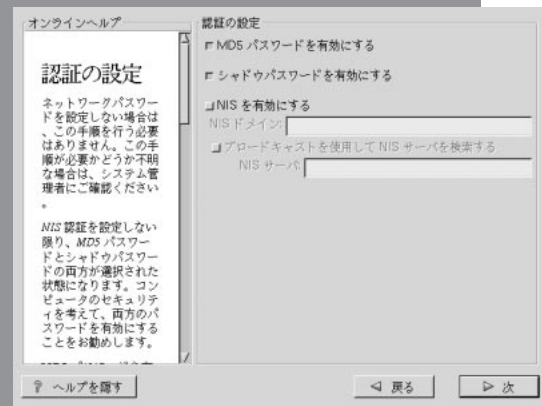 オンラインヘルプ
認証の設定
ネットワークパスワー
ドを設定しない場合は
、この手順を行う必要
はありません。この手
順が必要かどうか不明
な場合は、システム管
理者にご確認ください
。
NIS 認証を設定しない
限り、MD5 パスワー
ドとシャドウパスワー
ドの両方が選択された
状態になります。コン
ピュータのセキュリテ
ィを考えて、両方のパ
スワードを有効にする
ことをお勧めします。
認証の設定
MD5 パスワードを有効にする
シャドウパスワードを有効にする
NIS を有効にする
NIS ドメイン:
ブロードキャストを使用して NIS サーバを検索する
NIS サーバ:
ヘルプを隠す
戻る
次